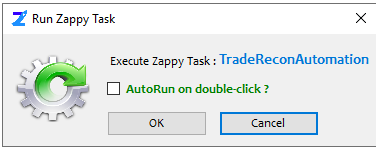 Run Zappy Task
Execute Zappy Task : TradeReconAutomation
AutoRun on double-click ?
OK Cancel